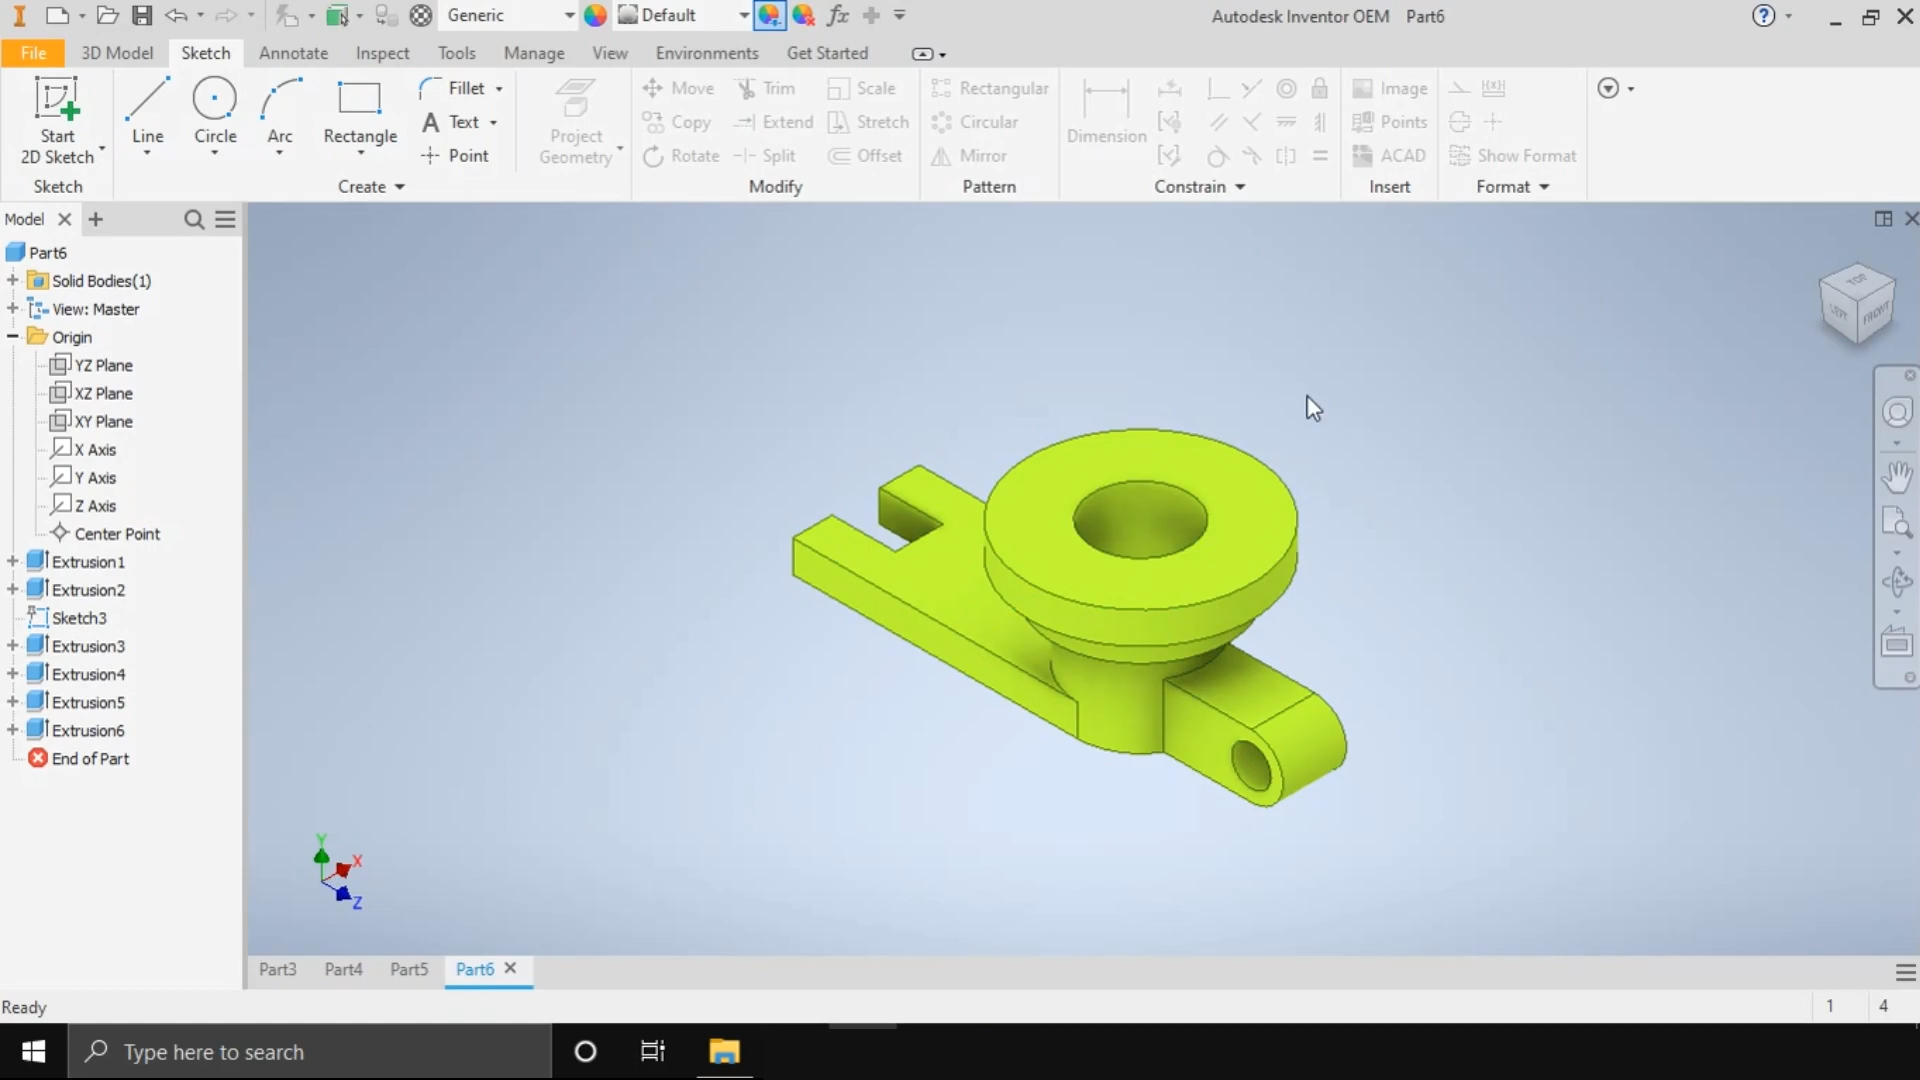 Generic
Default
fx
Autodesk Inventor OEM Part6
File
3D Model
Sketch
Annotate
Inspect
Tools
Manage
View
Environments
Get Started
Start
2D Sketch
Line
Circle
Arc
Rectangle
Fillet
Text
Point
Project
Geometry
Move
Copy
Rotate
Trim
Extend
Split
Scale
Stretch
Offset
Rectangular
Circular
Mirror
Dimension
Image
Points
ACAD
Show Format
Sketch
Create
Modify
Pattern
Constrain
Insert
Format
Model
Part6
Solid Bodies(1)
View: Master
Origin
YZ Plane
XZ Plane
XY Plane
X Axis
Y Axis
Z Axis
Center Point
Extrusion1
Extrusion2
Sketch3
Extrusion3
Extrusion4
Extrusion5
Extrusion6
End of Part
TOP
LEFT
FRONT
Y
X
Z
Part3
Part4
Part5
Part6
Ready
1
4
Type here to search